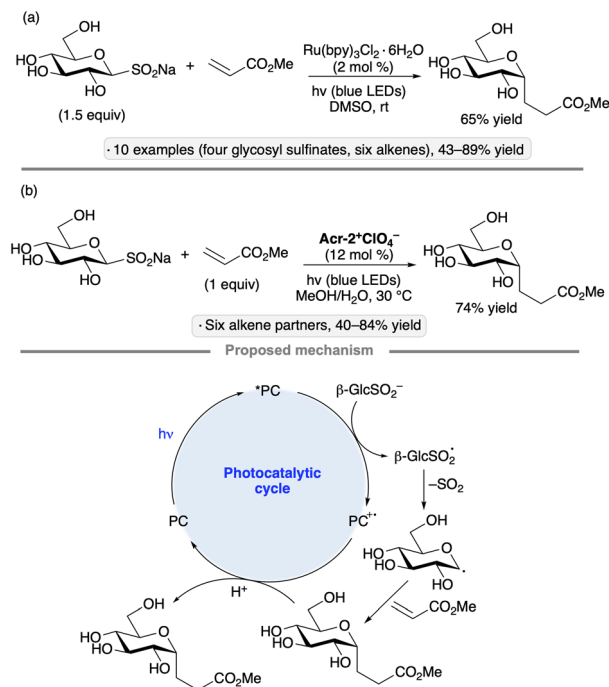 (a)
OH
HO
HO
O
HO
SO2Na
(1.5 equiv)
+
CO2Me
Ru(bpy)3Cl2·6H2O
(2 mol %)
hν (blue LEDs)
DMSO, rt
OH
HO
HO
O
HO
CO2Me
65% yield
·10 examples (four glycosyl sulfinates, six alkenes), 43–89% yield
(b)
OH
HO
HO
O
HO
SO2Na
+
CO2Me
(1 equiv)
Acr-2+ClO4−
(12 mol %)
hν (blue LEDs)
MeOH/H2O, 30 °C
OH
HO
HO
O
HO
CO2Me
74% yield
·Six alkene partners, 40–84% yield
Proposed mechanism
*PC
β-GlcSO2−
hν
β-GlcSO2•
–SO2
Photocatalytic
cycle
PC
PC+•
OH
HO
HO
O
HO
•
CO2Me
H+
OH
HO
HO
O
HO
CO2Me
OH
HO
HO
O
HO
CO2Me